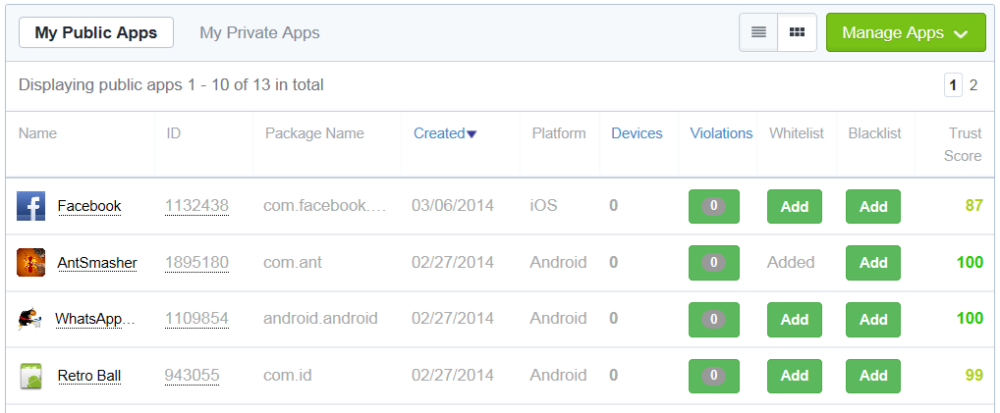 My Public Apps My Private Apps Manage Apps
Displaying public apps 1 - 10 of 13 in total 1 2
Name ID Package Name Created Platform Devices Violations Whitelist Blacklist Trust Score
Facebook 1132438 com.facebook.... 03/06/2014 iOS 0 0 Add Add 87
AntSmasher 1895180 com.ant 02/27/2014 Android 0 0 Added Add 100
WhatsApp... 1109854 android.android 02/27/2014 Android 0 0 Add Add 100
Retro Ball 943055 com.id 02/27/2014 Android 0 0 Add Add 99